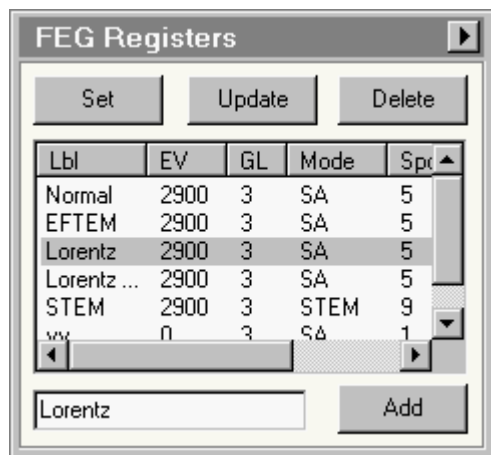 FEG Registers
Set Update Delete
Lbl EV GL Mode Spo
Normal 2900 3 SA 5
EFTEM 2900 3 SA 5
Lorentz 2900 3 SA 5
Lorentz ... 2900 3 SA 5
STEM 2900 3 STEM 9
0 3 SA 1
Lorentz Add